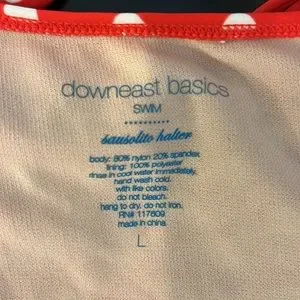 downeast basics
SWIM
sausolito halter
body: 80% nylon 20% spandex
lining: 100% polyester
rinse in cool water immediately,
hand wash cold.
with like colors.
do not bleach.
hang to dry. do not iron.
RN# 117809
made in china
L